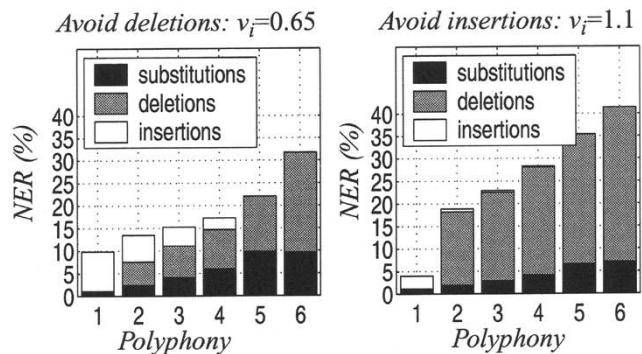 Avoid deletions: v_i=0.65
NER (%)
40
35
30
25
20
15
10
5
0
substitutions
deletions
insertions
1 2 3 4 5 6
Polyphony
Avoid insertions: v_i=1.1
NER (%)
40
35
30
25
20
15
10
5
0
substitutions
deletions
insertions
1 2 3 4 5 6
Polyphony